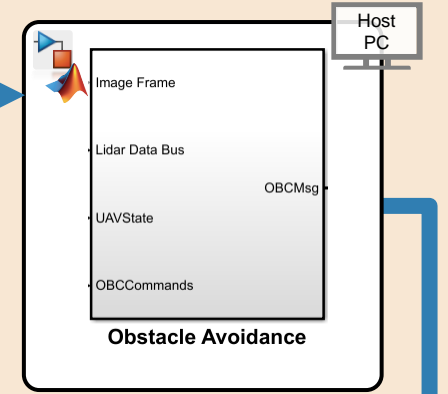 Host
PC
Image Frame
Lidar Data Bus
OBCMsg
UAVState
OBCCommands
Obstacle Avoidance